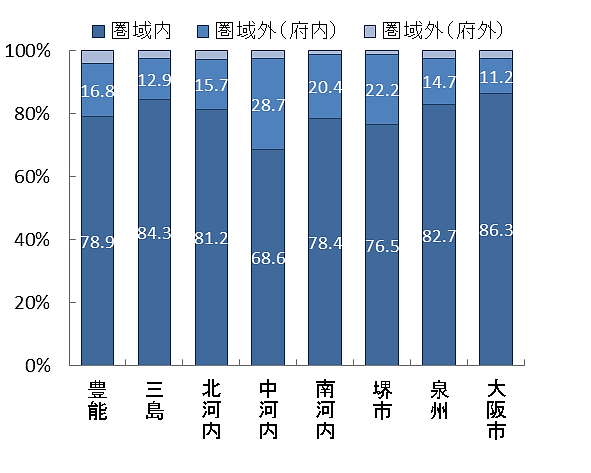 圏域内 圏域外（府内） 圏域外（府外）
100%
80%
60%
40%
20%
0%
16.8 12.9 15.7 28.7 20.4 22.2 14.7 11.2
78.9 84.3 81.2 68.6 78.4 76.5 82.7 86.3
豊能
三島
北河内
中河内
南河内
堺市
泉州
大阪市